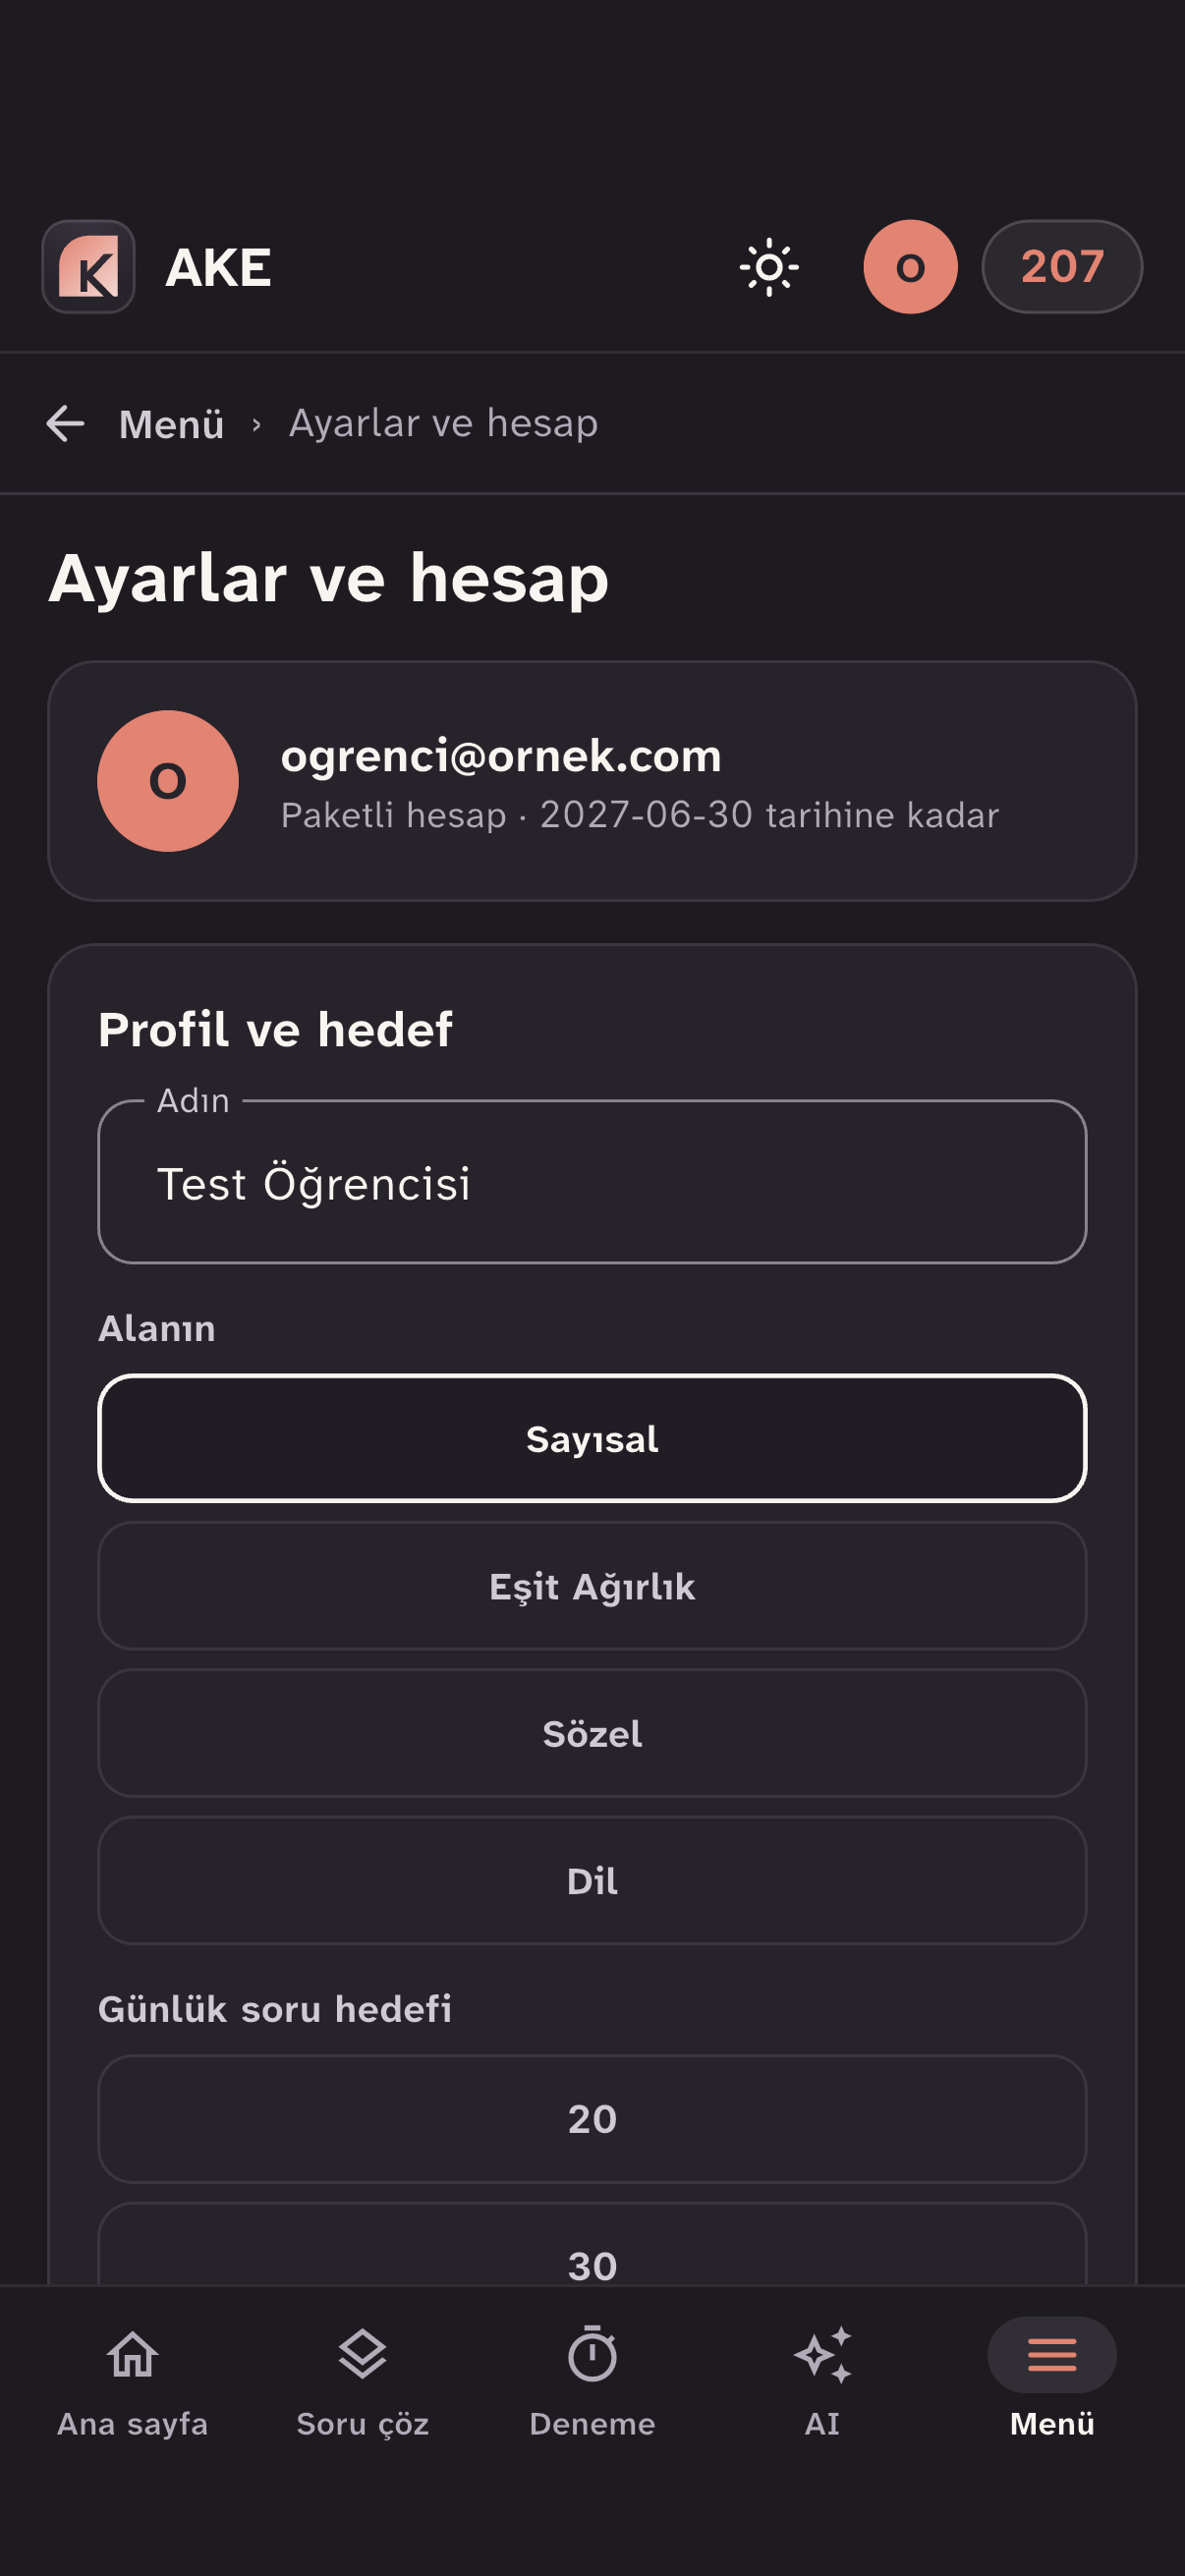 K AKE O 207
Menü › Ayarlar ve hesap
Ayarlar ve hesap
O
ogrenci@ornek.com
Paketli hesap · 2027-06-30 tarihine kadar
Profil ve hedef
Adın
Test Öğrencisi
Alanın
Sayısal
Eşit Ağırlık
Sözel
Dil
Günlük soru hedefi
20
30
Ana sayfa Soru çöz Deneme AI Menü